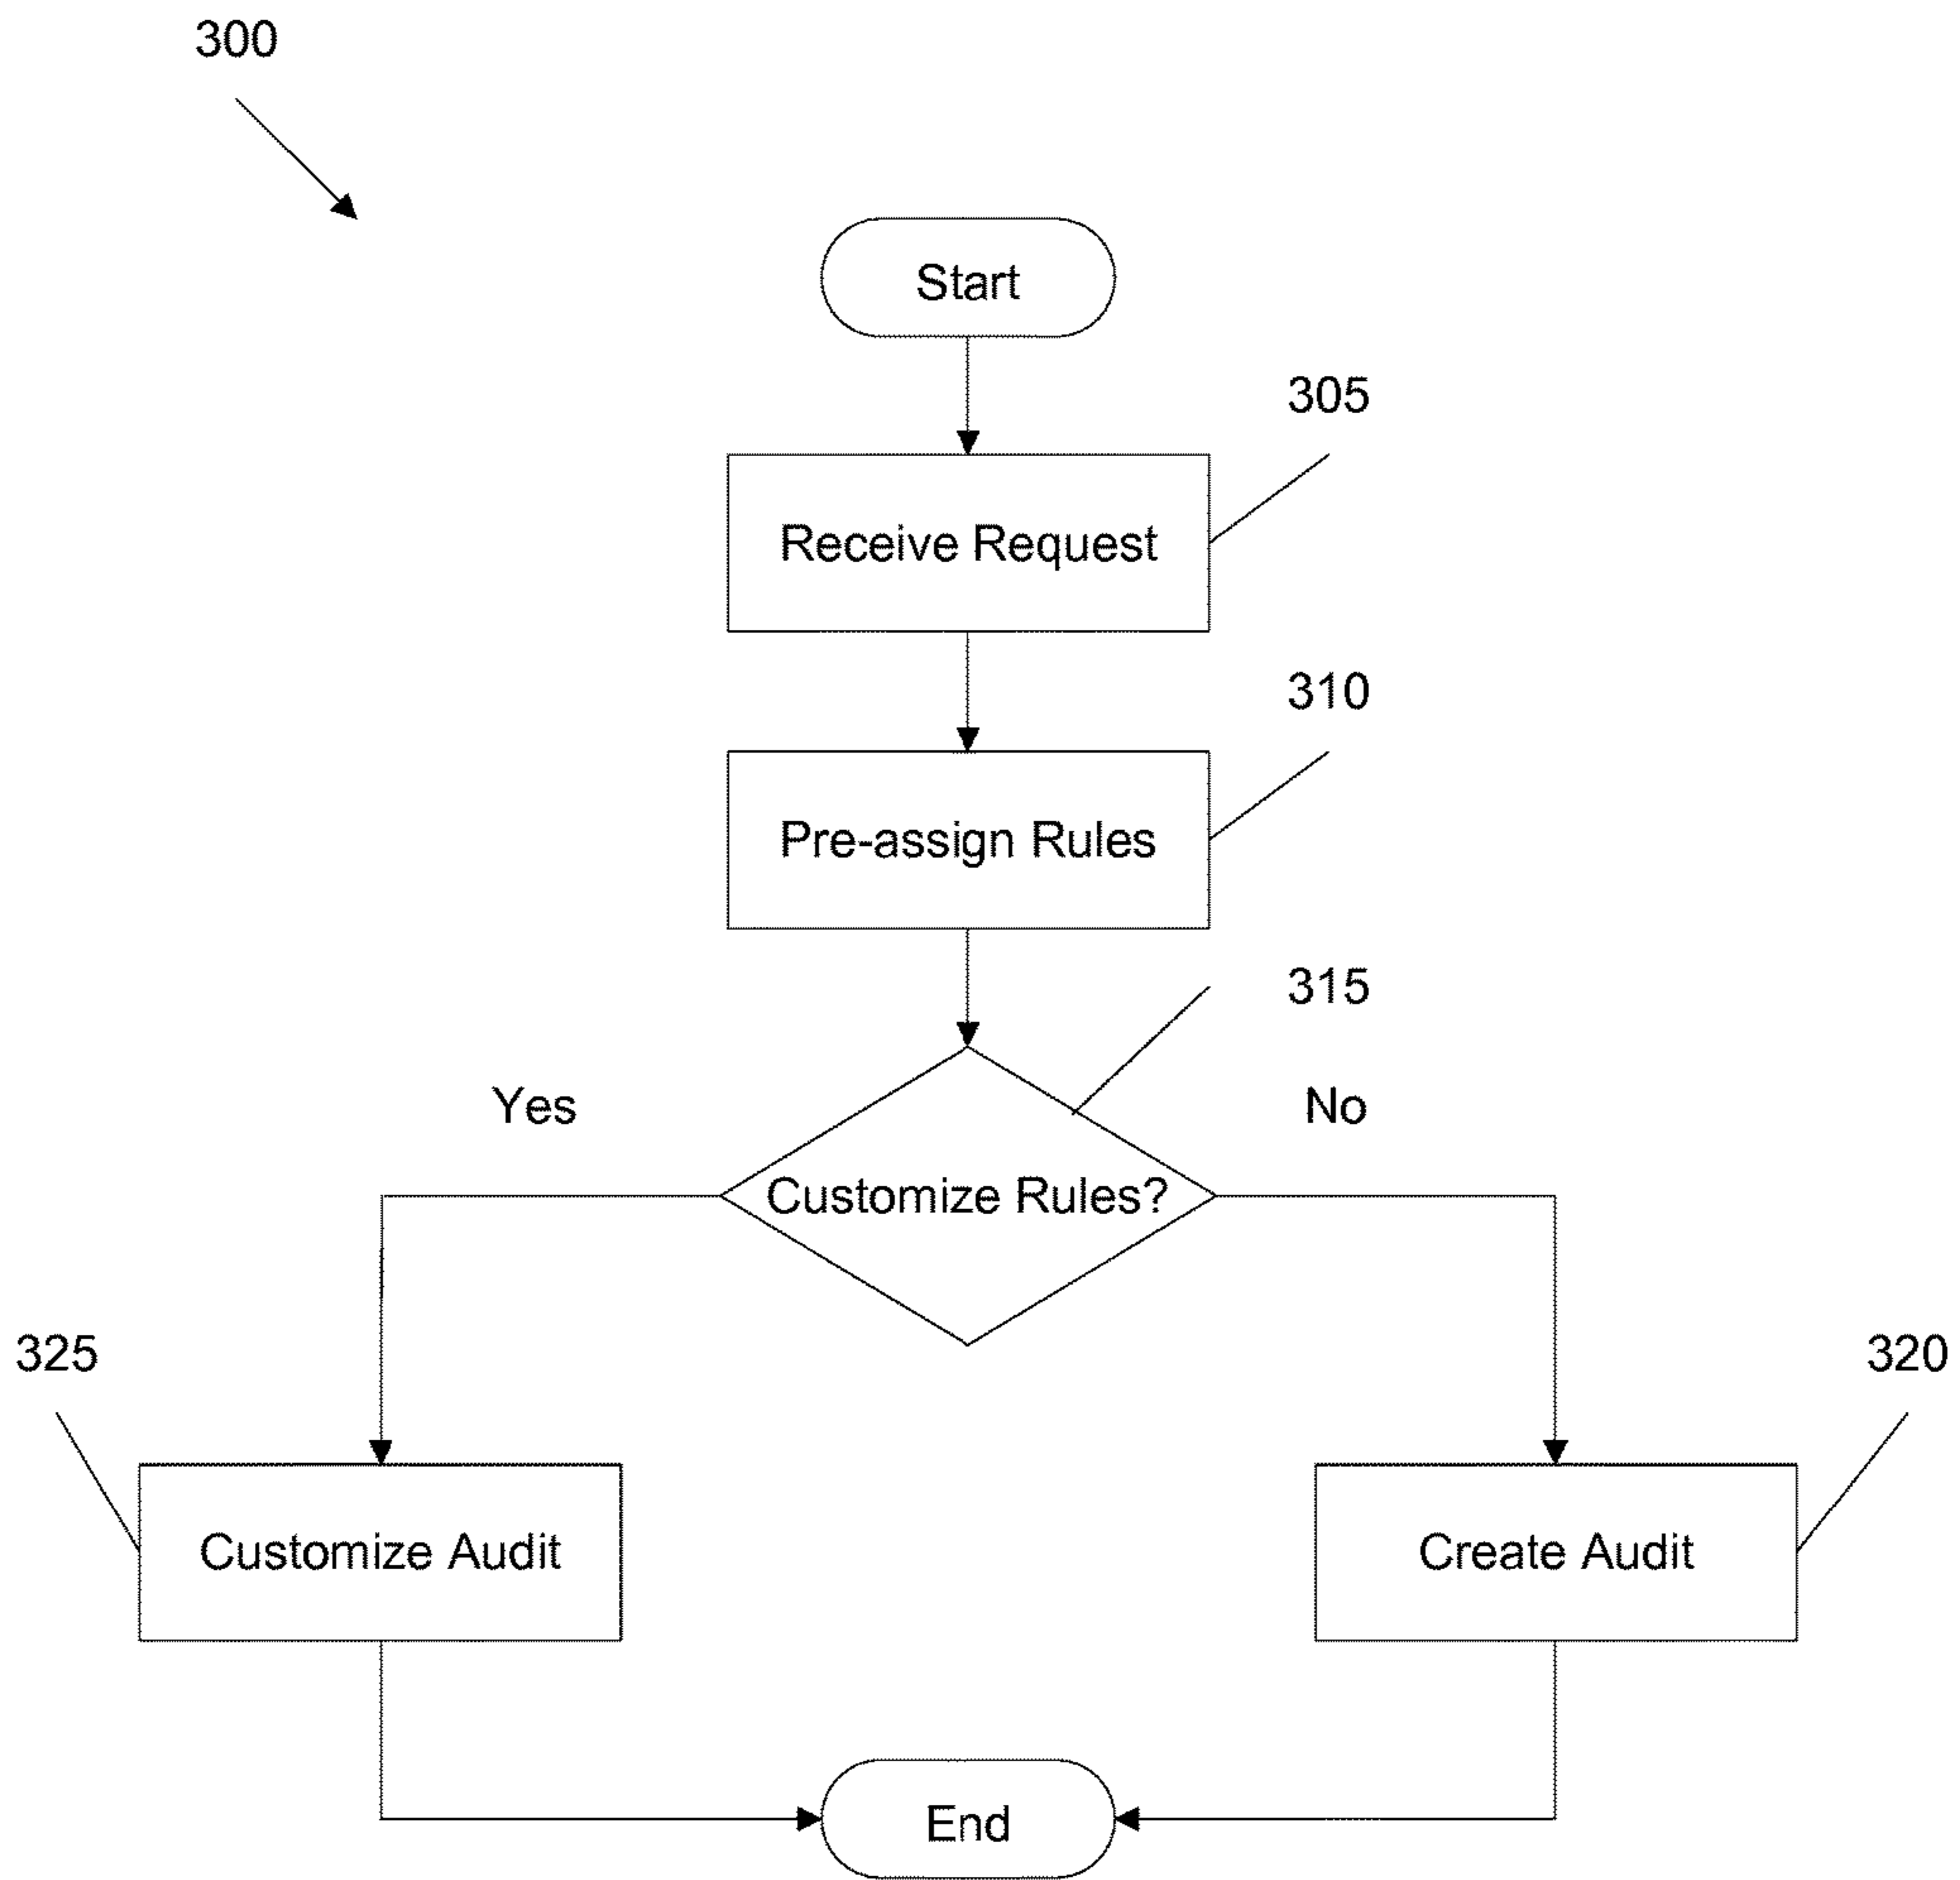 300
Start
305
Receive Request
310
Pre-assign Rules
315
Yes
No
Customize Rules?
325
320
Customize Audit
Create Audit
End